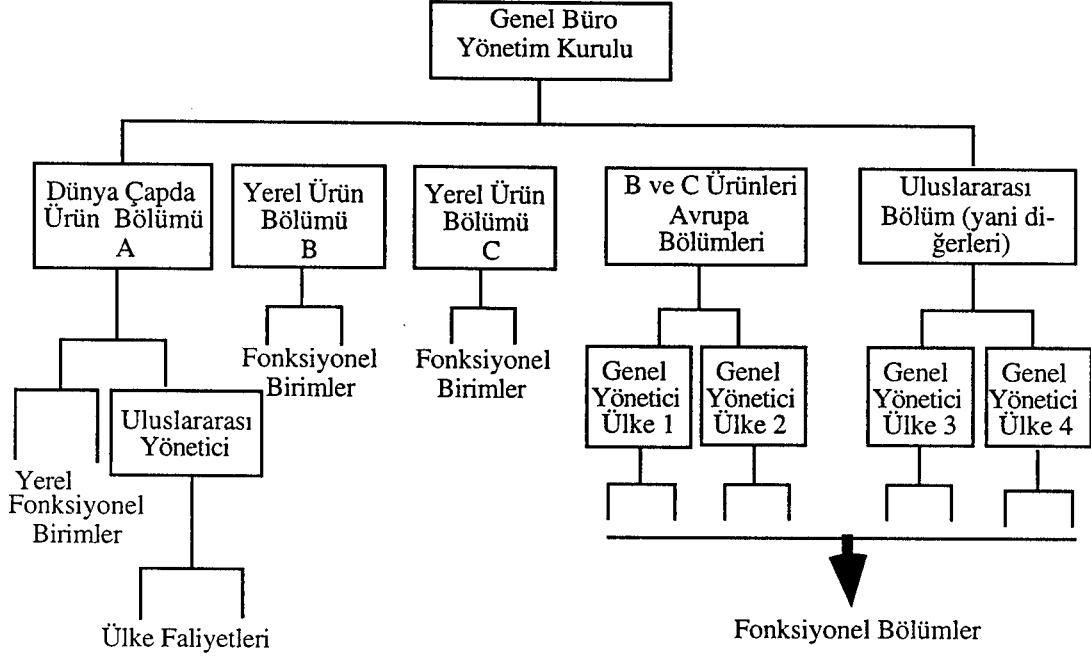 Genel Büro
Yönetim Kurulu
Dünya Çapda
Ürün Bölümü
A
Yerel Ürün
Bölümü
B
Yerel Ürün
Bölümü
C
B ve C Ürünleri
Avrupa
Bölümleri
Uluslararası
Bölüm (yani di-
ğerleri)
Fonksiyonel
Birimler
Fonksiyonel
Birimler
Genel
Yönetici
Ülke 1
Genel
Yönetici
Ülke 2
Genel
Yönetici
Ülke 3
Genel
Yönetici
Ülke 4
Uluslararası
Yönetici
Yerel
Fonksiyonel
Birimler
Ülke Faliyetleri
Fonksiyonel Bölümler